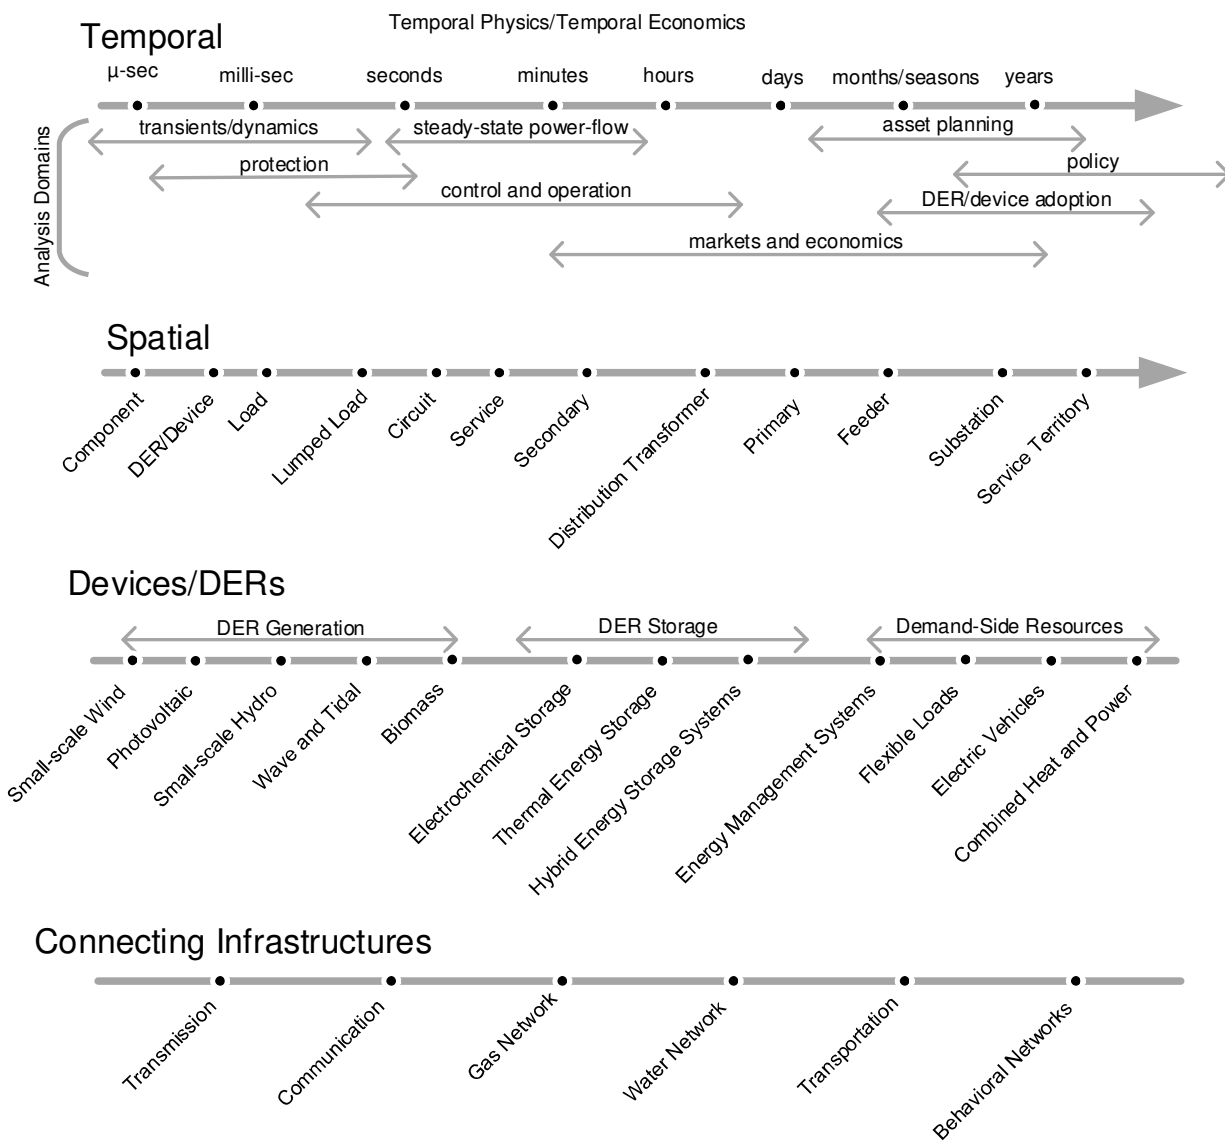 Temporal Physics/Temporal Economics
Temporal
µ-sec
milli-sec
seconds
minutes
hours
days
months/seasons
years
Analysis Domains
transients/dynamics
steady-state power-flow
asset planning
protection
policy
control and operation
DER/device adoption
markets and economics
Spatial
Component
DER/Device
Load
Lumped Load
Circuit
Service
Secondary
Distribution Transformer
Primary
Feeder
Substation
Service Territory
Devices/DERs
DER Generation
DER Storage
Demand-Side Resources
Small-scale Wind
Photovoltaic
Small-scale Hydro
Wave and Tidal
Biomass
Electrochemical Storage
Thermal Energy Storage
Hybrid Energy Storage Systems
Energy Management Systems
Flexible Loads
Electric Vehicles
Combined Heat and Power
Connecting Infrastructures
Transmission
Communication
Gas Network
Water Network
Transportation
Behavioral Networks